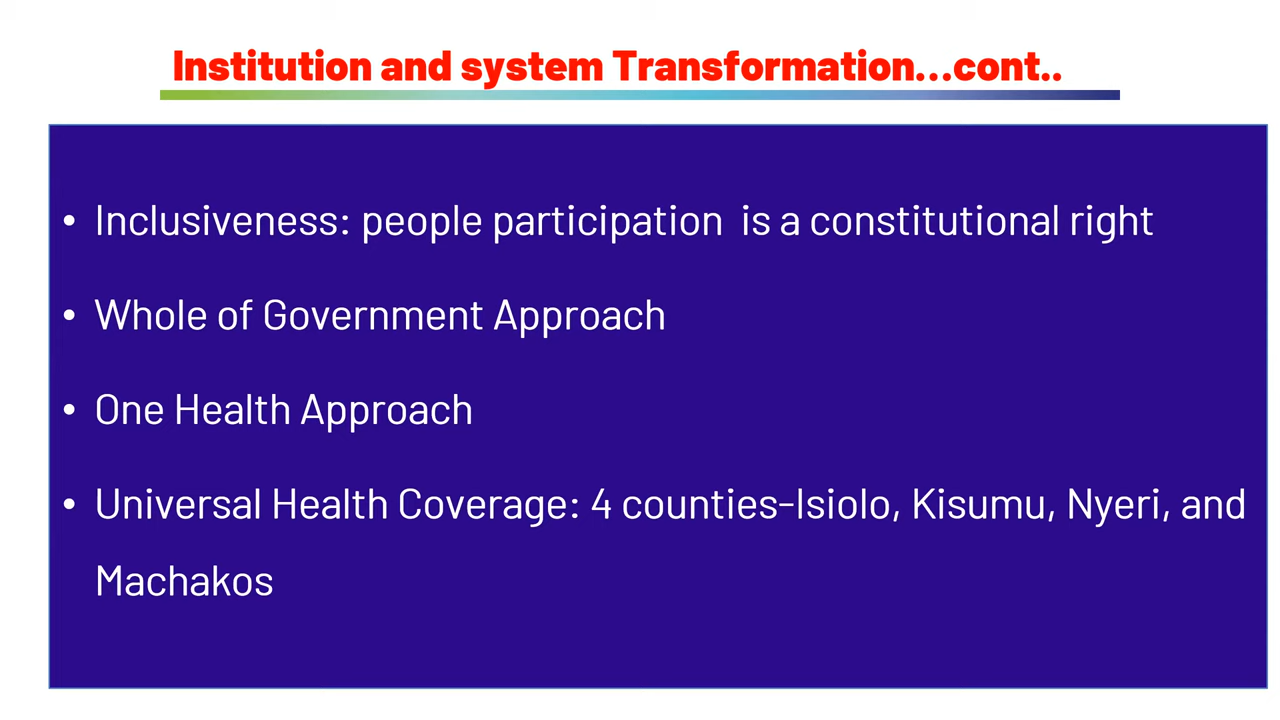 Institution and system Transformation...cont..
• Inclusiveness: people participation  is a constitutional right
• Whole of Government Approach
• One Health Approach
• Universal Health Coverage: 4 counties-Isiolo, Kisumu, Nyeri, and
Machakos